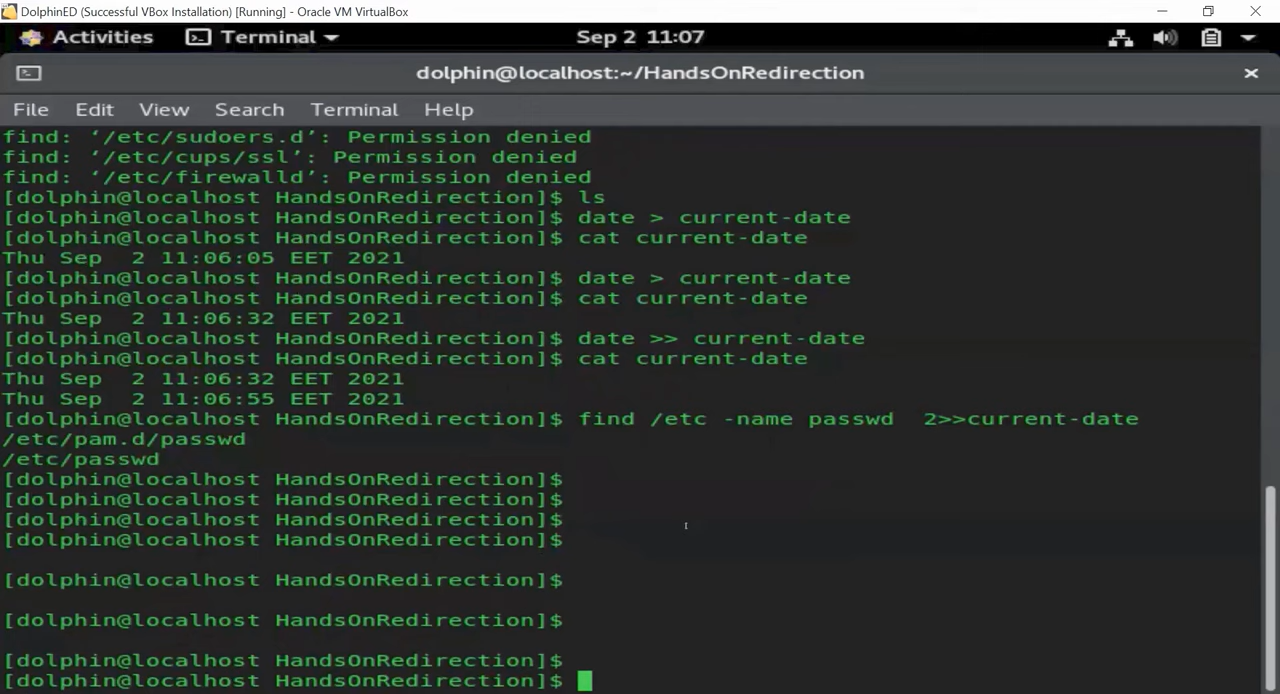 DolphinED (Successful VBox Installation) [Running] - Oracle VM VirtualBox
Activities Terminal Sep 2 11:07
dolphin@localhost:~/HandsOnRedirection
File Edit View Search Terminal Help
find: ‘/etc/sudoers.d’: Permission denied
find: ‘/etc/cups/ssl’: Permission denied
find: ‘/etc/firewalld’: Permission denied
[dolphin@localhost HandsOnRedirection]$ ls
[dolphin@localhost HandsOnRedirection]$ date > current-date
[dolphin@localhost HandsOnRedirection]$ cat current-date
Thu Sep  2 11:06:05 EET 2021
[dolphin@localhost HandsOnRedirection]$ date > current-date
[dolphin@localhost HandsOnRedirection]$ cat current-date
Thu Sep  2 11:06:32 EET 2021
[dolphin@localhost HandsOnRedirection]$ date >> current-date
[dolphin@localhost HandsOnRedirection]$ cat current-date
Thu Sep  2 11:06:32 EET 2021
Thu Sep  2 11:06:55 EET 2021
[dolphin@localhost HandsOnRedirection]$ find /etc -name passwd  2>>current-date
/etc/pam.d/passwd
/etc/passwd
[dolphin@localhost HandsOnRedirection]$
[dolphin@localhost HandsOnRedirection]$
[dolphin@localhost HandsOnRedirection]$
[dolphin@localhost HandsOnRedirection]$
[dolphin@localhost HandsOnRedirection]$
[dolphin@localhost HandsOnRedirection]$
[dolphin@localhost HandsOnRedirection]$
[dolphin@localhost HandsOnRedirection]$